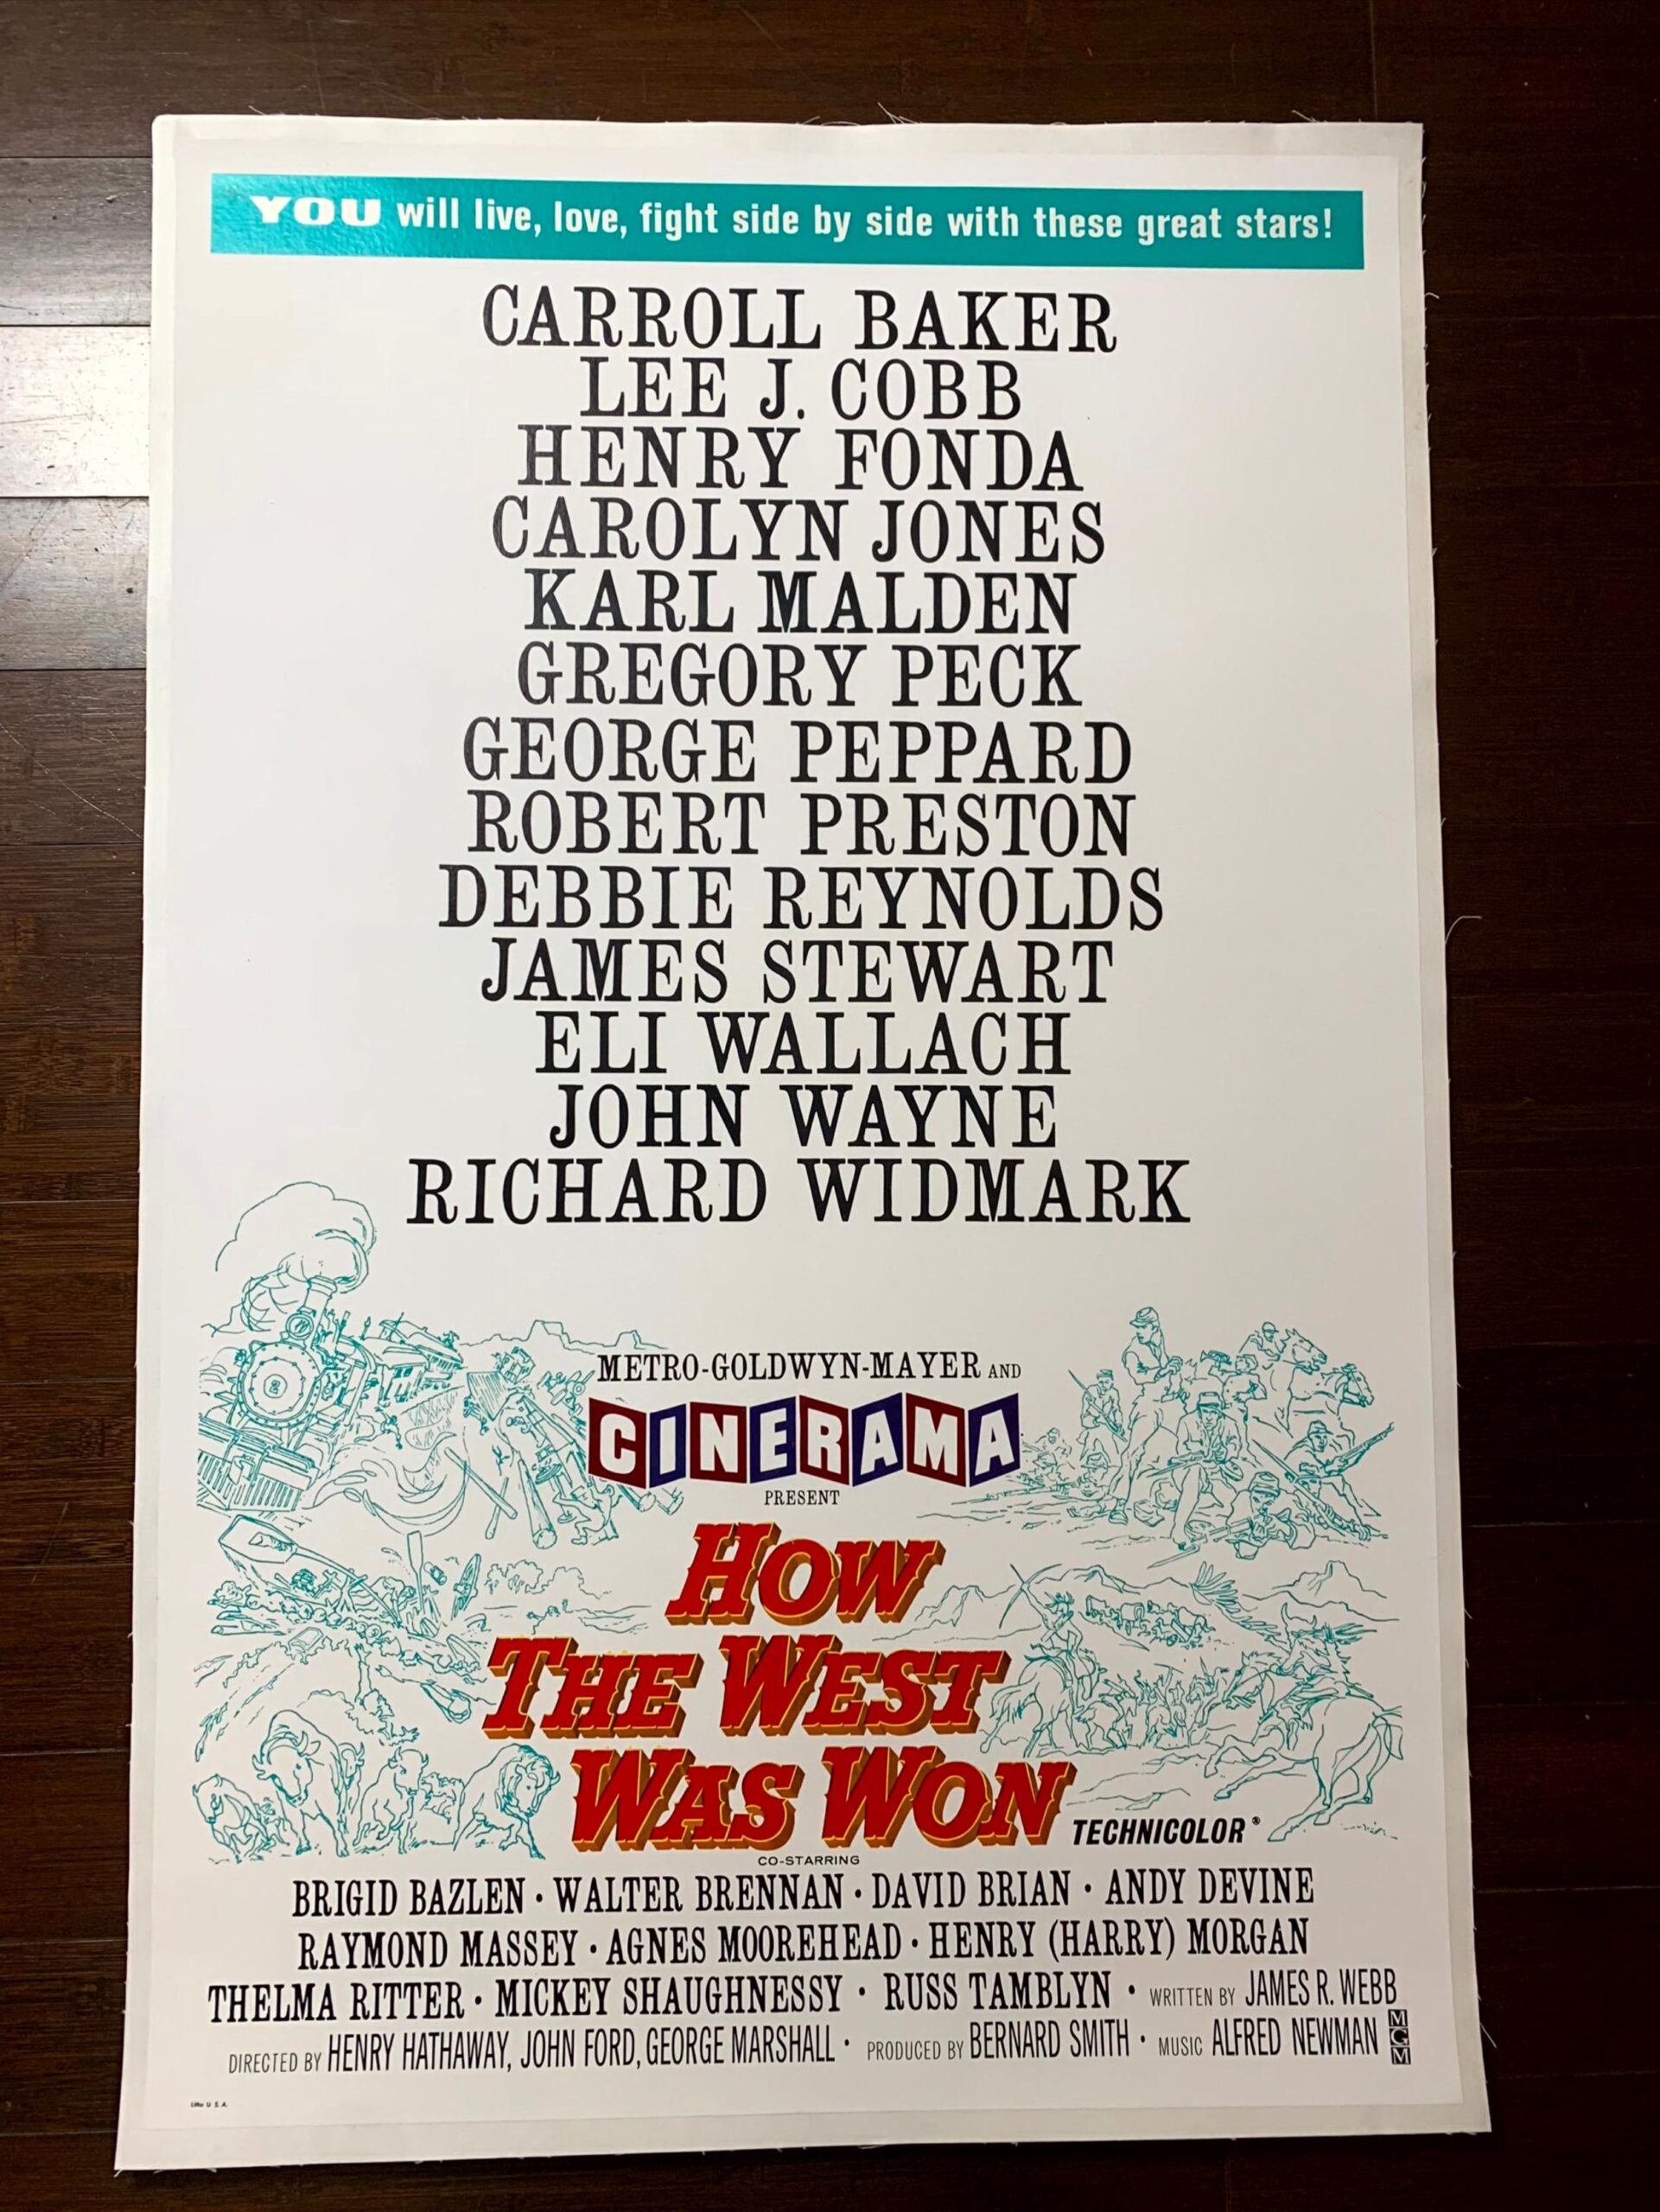 YOU will live, love, fight side by side with these great stars!
CARROLL BAKER
LEE J. COBB
HENRY FONDA
CAROLYN JONES
KARL MALDEN
GREGORY PECK
GEORGE PEPPARD
ROBERT PRESTON
DEBBIE REYNOLDS
JAMES STEWART
ELI WALLACH
JOHN WAYNE
RICHARD WIDMARK
METRO-GOLDWYN-MAYER AND
CINERAMA
PRESENT
HOW
THE WEST
WAS WON
TECHNICOLOR®
CO-STARRING
BRIGID BAZLEN · WALTER BRENNAN · DAVID BRIAN · ANDY DEVINE
RAYMOND MASSEY · AGNES MOOREHEAD · HENRY (HARRY) MORGAN
THELMA RITTER · MICKEY SHAUGHNESSY · RUSS TAMBLYN · WRITTEN BY JAMES R. WEBB
DIRECTED BY HENRY HATHAWAY, JOHN FORD, GEORGE MARSHALL · PRODUCED BY BERNARD SMITH · MUSIC ALFRED NEWMAN
MGM
U.S.A.